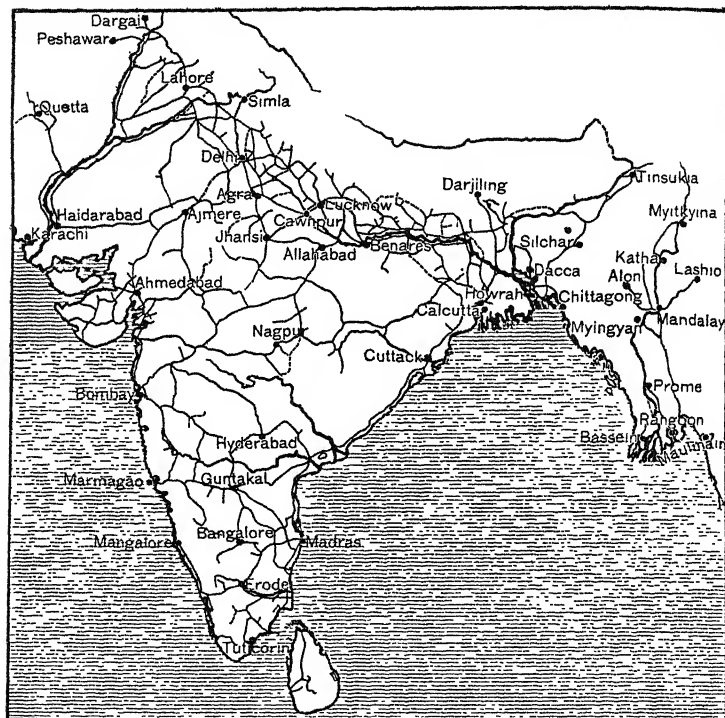 Dargai
Peshawar
Lahore
Quetta
Simla
Delhi
Agra
Lucknow
Darjiling
Tinsukia
Haidarabad
Ajmere
Cawnpur
Myitkyina
Karachi
Jhansi
Benares
Silchar
Allahabad
Katha
Dacca
Alon
Lashio
Ahmedabad
Howrah
Chittagong
Calcutta
Mandalay
Nagpur
Myingyan
Cuttack
Bombay
Prome
Rangoon
Hyderabad
Bassein
Maulmain
Marmagao
Guntakal
Mangalore
Bangalore
Madras
Erode
Tuticorin